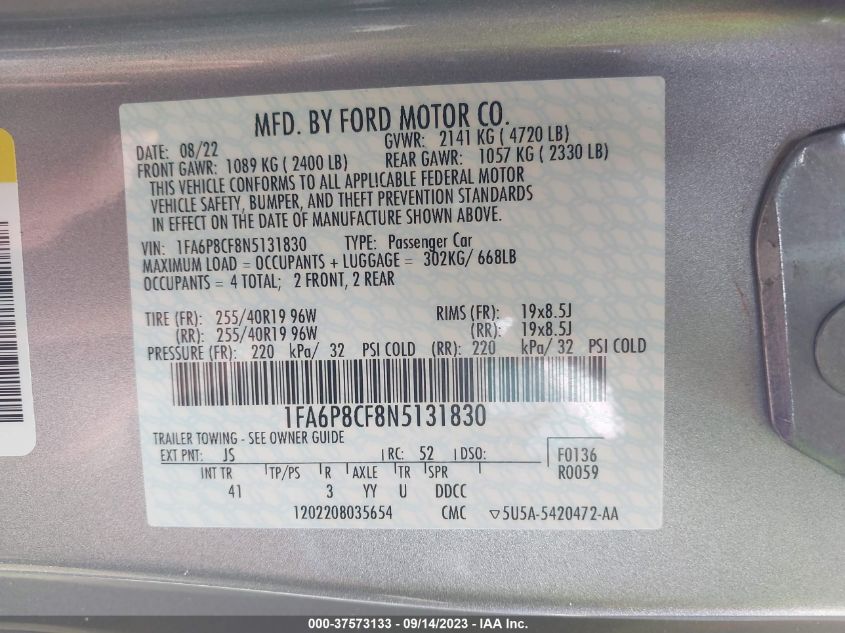 MFD. BY FORD MOTOR CO.
DATE: 08/22 GVWR: 2141 KG ( 4720 LB)
FRONT GAWR: 1089 KG ( 2400 LB) REAR GAWR: 1057 KG ( 2330 LB)
THIS VEHICLE CONFORMS TO ALL APPLICABLE FEDERAL MOTOR
VEHICLE SAFETY, BUMPER, AND THEFT PREVENTION STANDARDS
IN EFFECT ON THE DATE OF MANUFACTURE SHOWN ABOVE.
VIN: 1FA6P8CF8N5131830 TYPE: Passenger Car
MAXIMUM LOAD = OCCUPANTS + LUGGAGE = 302KG/ 668LB
OCCUPANTS = 4 TOTAL; 2 FRONT, 2 REAR
TIRE (FR): 255/40R19 96W RIMS (FR): 19x8.5J
(RR): 255/40R19 96W (RR): 19x8.5J
PRESSURE (FR): 220 kPa/ 32 PSI COLD (RR): 220 kPa/ 32 PSI COLD
1FA6P8CF8N5131830
TRAILER TOWING - SEE OWNER GUIDE
EXT PNT: JS RC: 52 DSO: F0136
INT TR TP/PS R AXLE TR SPR R0059
41 3 YY U DDCC
1202208035654 CMC ▽5U5A-5420472-AA
000-37573133 - 09/14/2023 - IAA Inc.